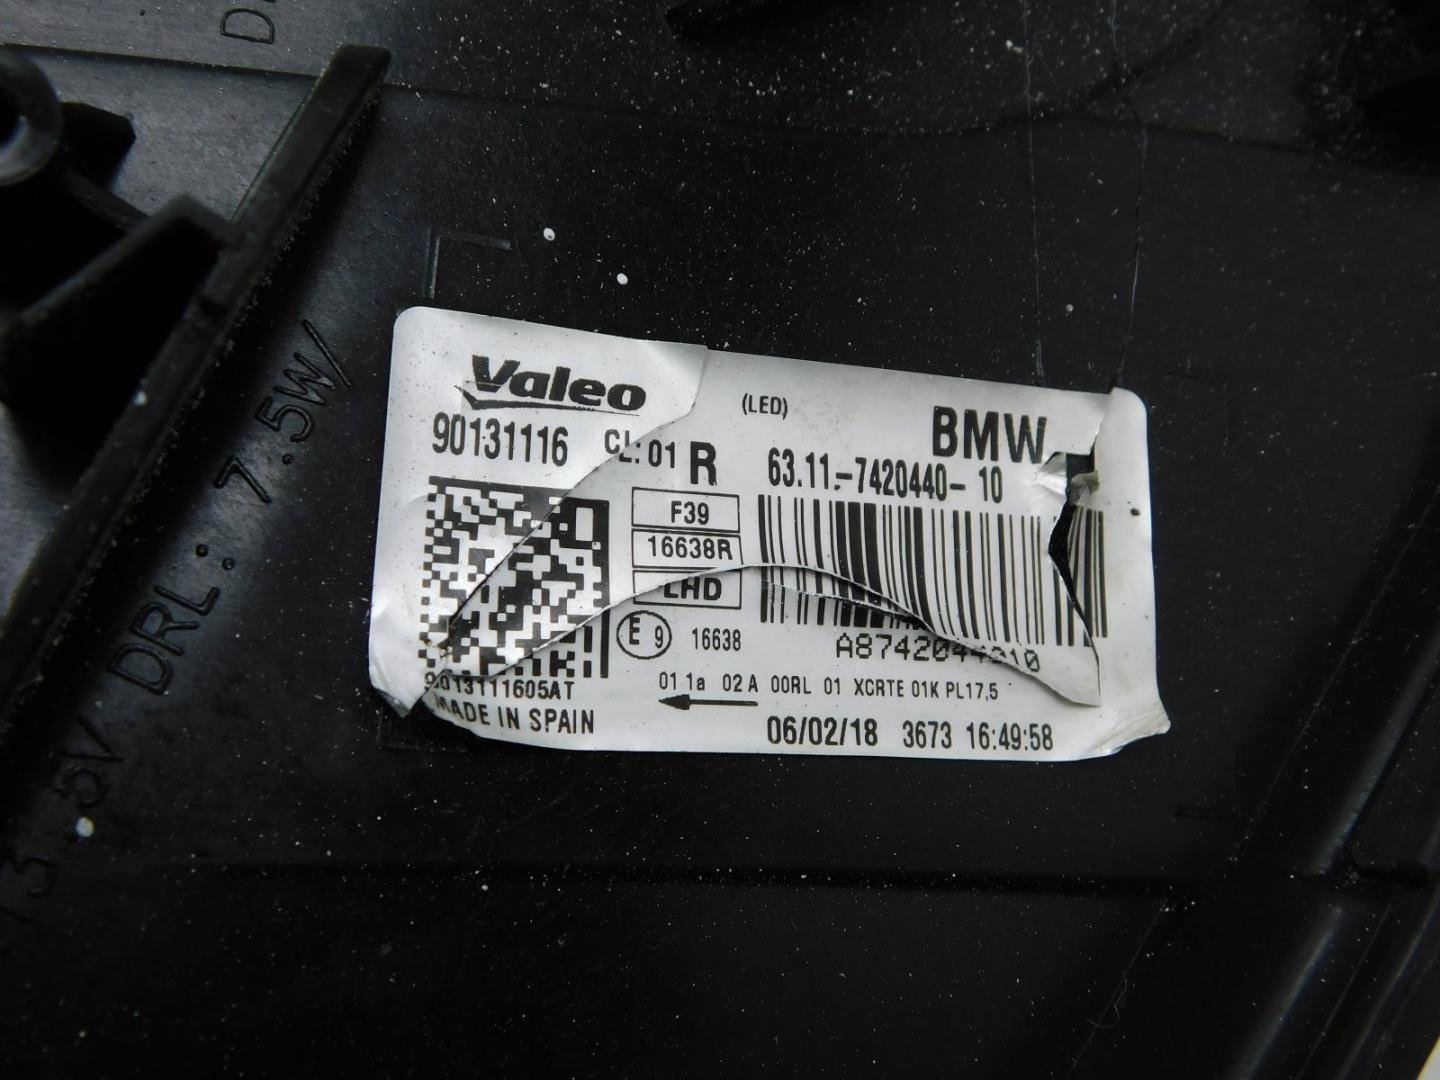 13.5V DRL: 7.5W/
Valeo
(LED)
BMW
90131116 CL: 01 R 63.11.-7420440-10
F39
16638R
LHD
E 9 16638
9013111605AT
01 1a 02 A 00RL 01 XCRTE 01K PL17,5
MADE IN SPAIN
06/02/18 3673 16:49:58